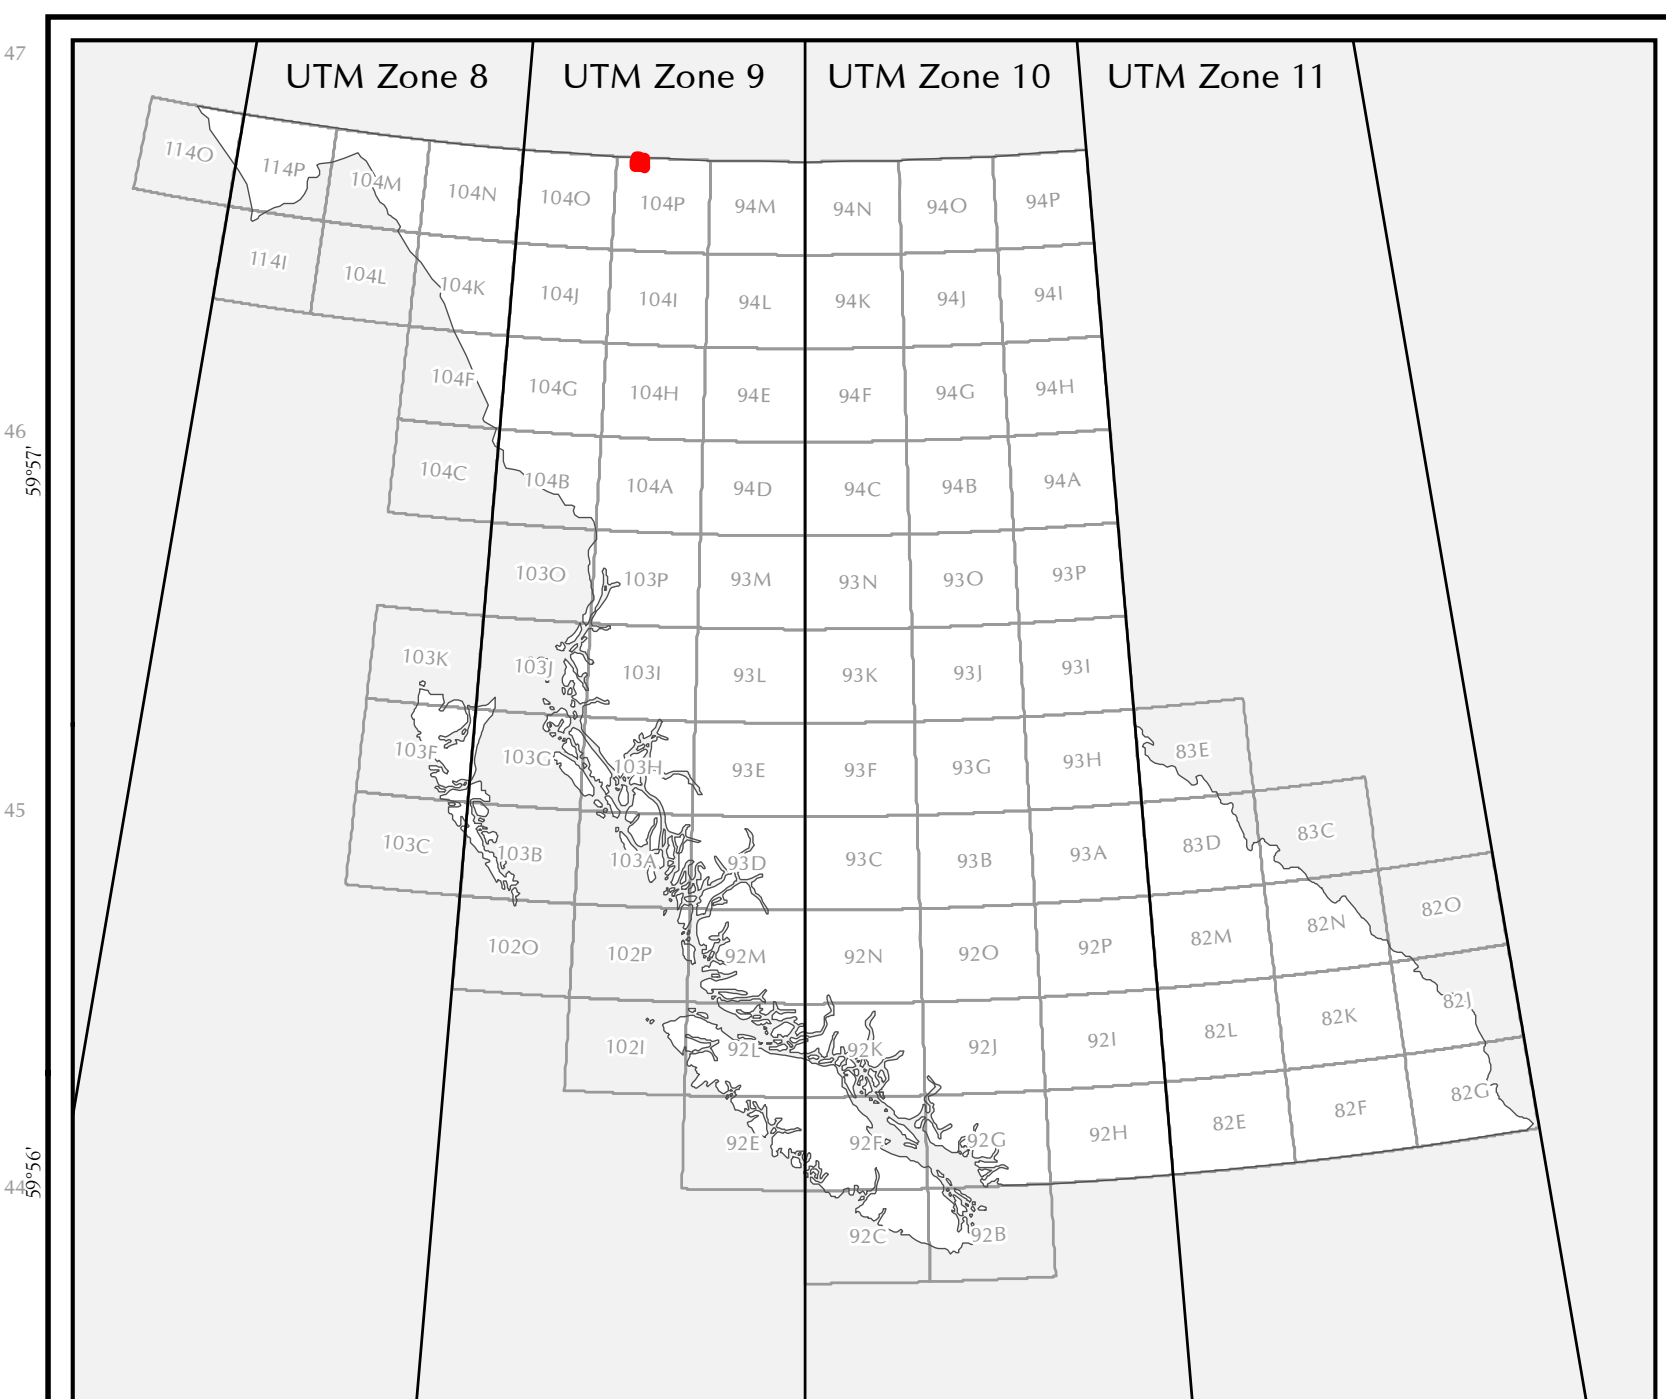 47
UTM Zone 8 UTM Zone 9 UTM Zone 10 UTM Zone 11
114O 114P 104M 104N 104O 104P 94M 94N 94O 94P
114I 104L 104K 104J 104I 94L 94K 94J 94I
104F 104G 104H 94E 94F 94G 94H
46
59°57'
104C 104B 104A 94D 94C 94B 94A
103O 103P 93M 93N 93O 93P
103K 103J 103I 93L 93K 93J 93I
103F 103G 103H 93E 93F 93G 93H 83E
45
103C 103B 103A 93D 93C 93B 93A 83D 83C
102O 102P 92M 92N 92O 92P 82M 82N 82O
102I 92L 92K 92J 92I 82L 82K 82J
92E 92F 92G 92H 82E 82F 82G
44
59°56'
92C 92B